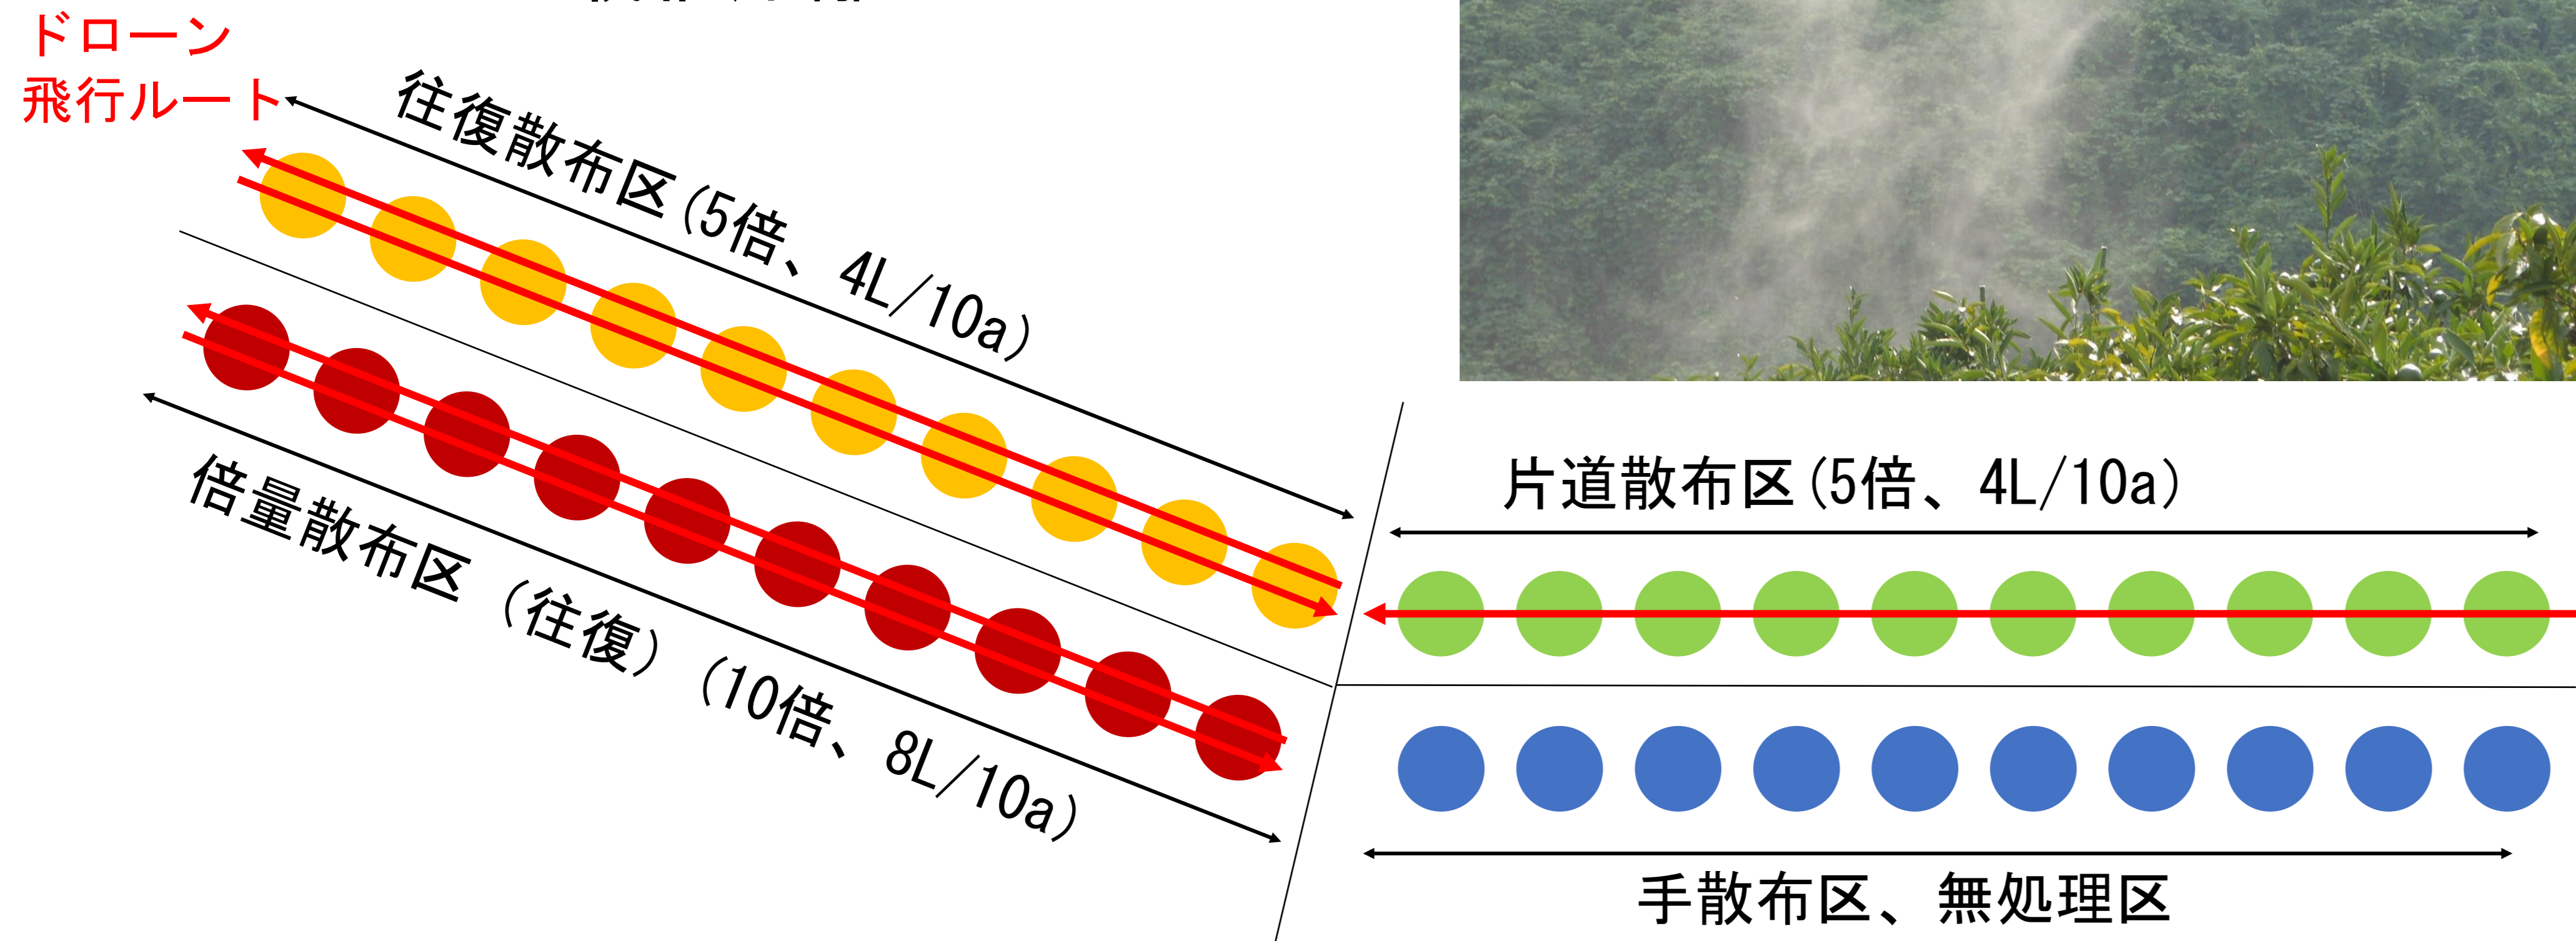 ドローン
飛行ルート
往復散布区(5倍、4L/10a)
倍量散布区（往復）(10倍、8L/10a)
片道散布区(5倍、4L/10a)
手散布区、無処理区